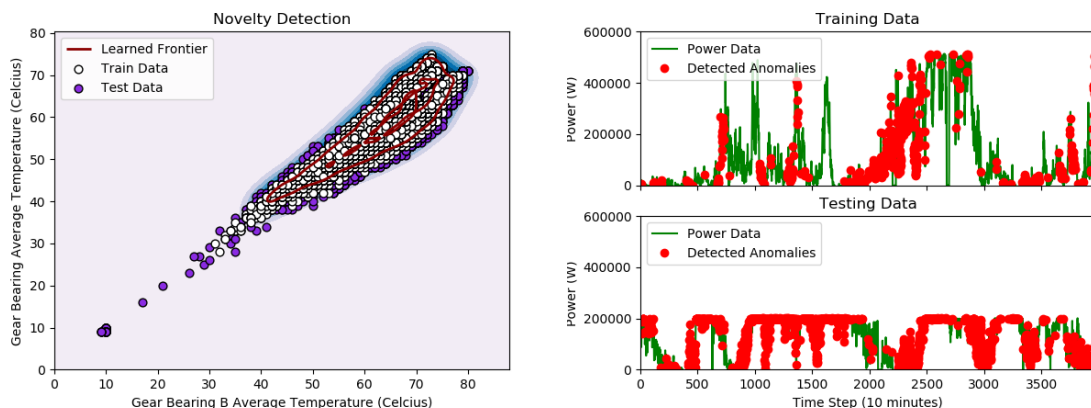 Novelty Detection
Learned Frontier
Train Data
Test Data
80
70
60
50
40
30
20
10
0
0 10 20 30 40 50 60 70 80
Gear Bearing Average Temperature (Celcius)
Gear Bearing B Average Temperature (Celcius)
Training Data
Power Data
Detected Anomalies
600000
400000
200000
0
Power (W)
Testing Data
Power Data
Detected Anomalies
600000
400000
200000
0
Power (W)
0 500 1000 1500 2000 2500 3000 3500
Time Step (10 minutes)